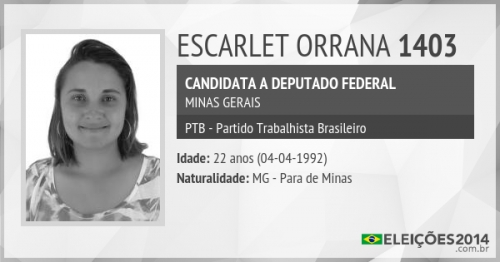 ESCARLET ORRANA 1403
CANDIDATA A DEPUTADO FEDERAL
MINAS GERAIS
PTB - Partido Trabalhista Brasileiro
Idade: 22 anos (04-04-1992)
Naturalidade: MG - Para de Minas
ELEIÇÕES2014
.com.br